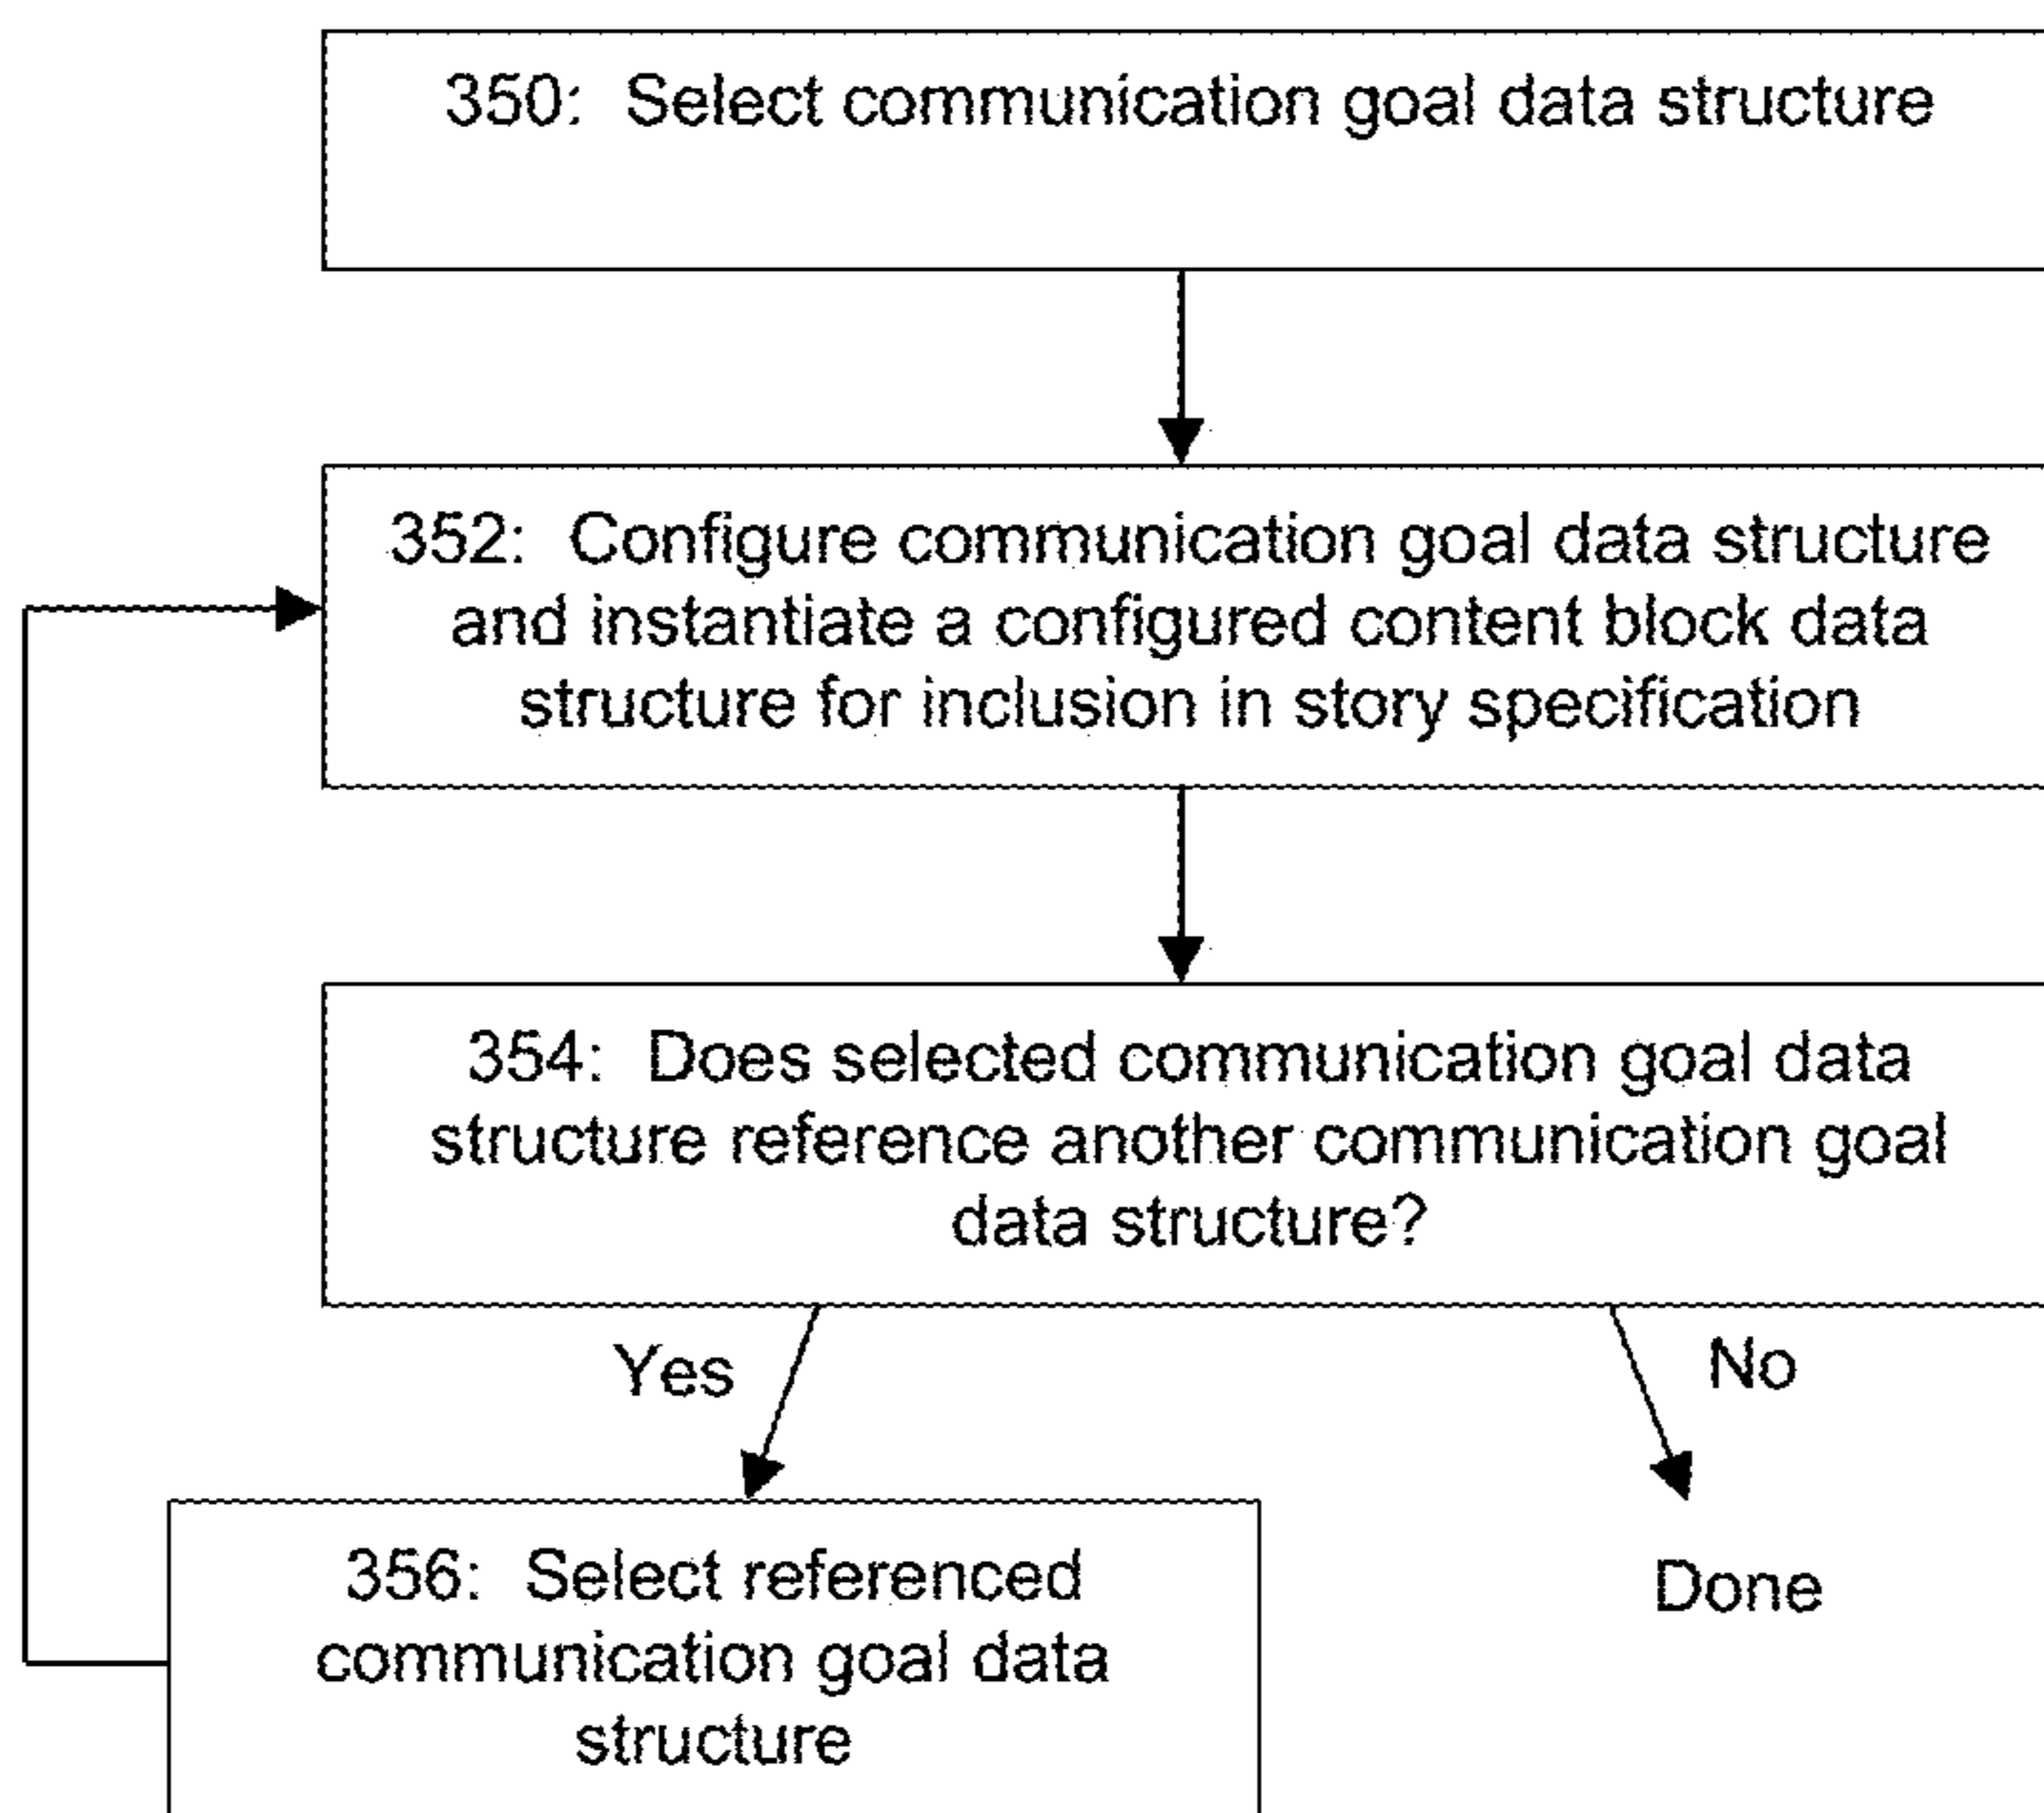 350: Select communication goal data structure
352: Configure communication goal data structure
and instantiate a configured content block data
structure for inclusion in story specification
354: Does selected communication goal data
structure reference another communication goal
data structure?
Yes
No
356: Select referenced
communication goal data
structure
Done